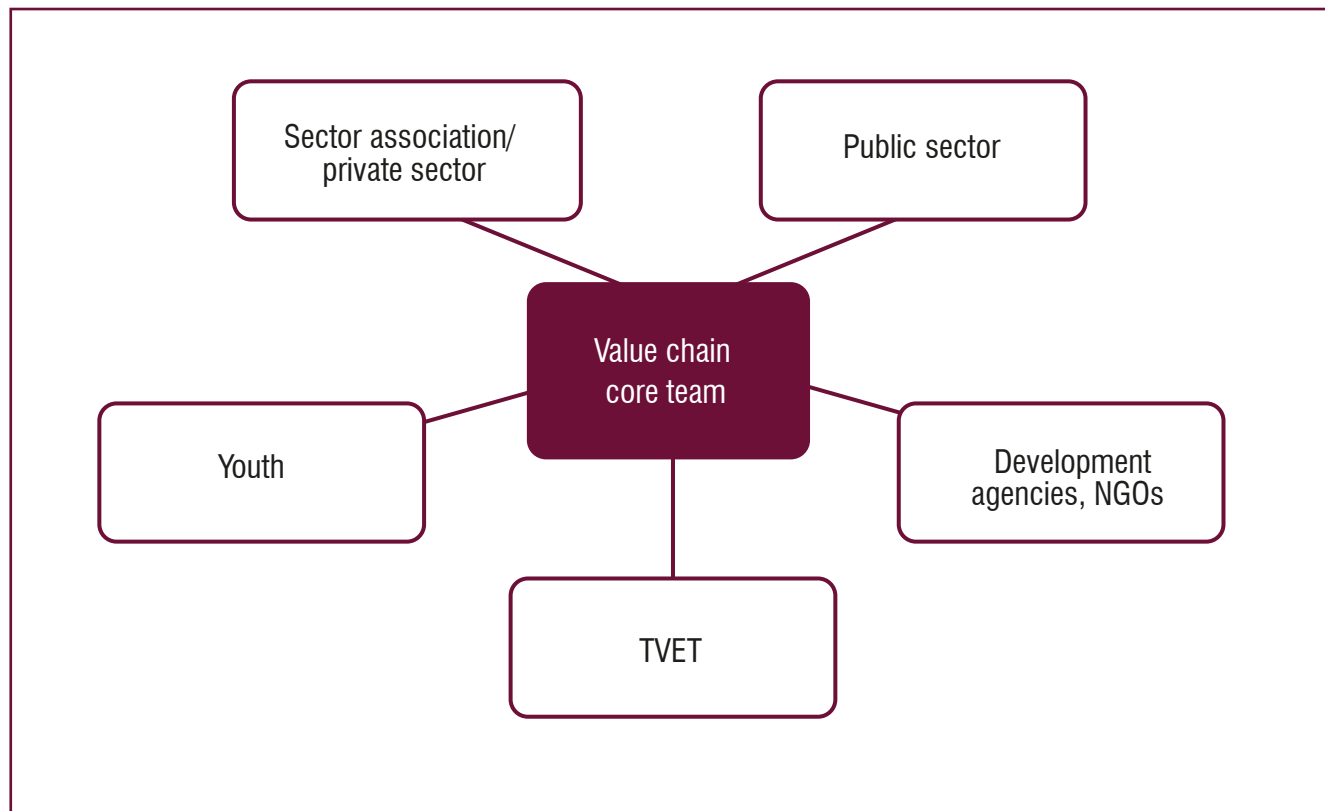 Sector association/
private sector
Public sector
Value chain
core team
Youth
Development
agencies, NGOs
TVET